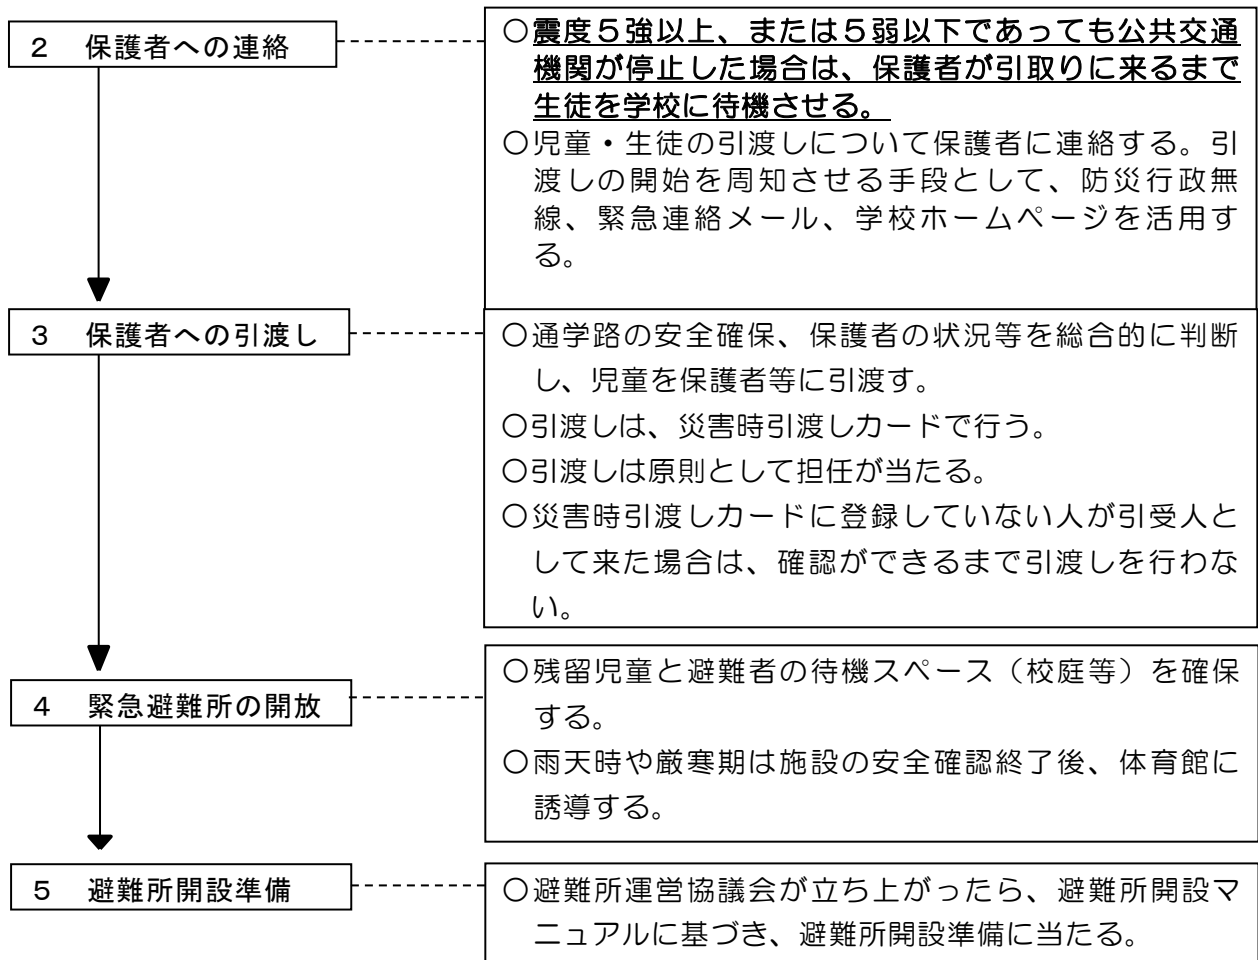 2 保護者への連絡
○震度５強以上、または５弱以下であっても公共交通
機関が停止した場合は、保護者が引取りに来るまで
生徒を学校に待機させる。
○児童・生徒の引渡しについて保護者に連絡する。引
渡しの開始を周知させる手段として、防災行政無
線、緊急連絡メール、学校ホームページを活用す
る。
3 保護者への引渡し
○通学路の安全確保、保護者の状況等を総合的に判断
し、児童を保護者等に引渡す。
○引渡しは、災害時引渡しカードで行う。
○引渡しは原則として担任が当たる。
○災害時引渡しカードに登録していない人が引受人と
して来た場合は、確認ができるまで引渡しを行わな
い。
4 緊急避難所の開放
○残留児童と避難者の待機スペース（校庭等）を確保
する。
○雨天時や厳寒期は施設の安全確認終了後、体育館に
誘導する。
5 避難所開設準備
○避難所運営協議会が立ち上がったら、避難所開設マ
ニュアルに基づき、避難所開設準備に当たる。